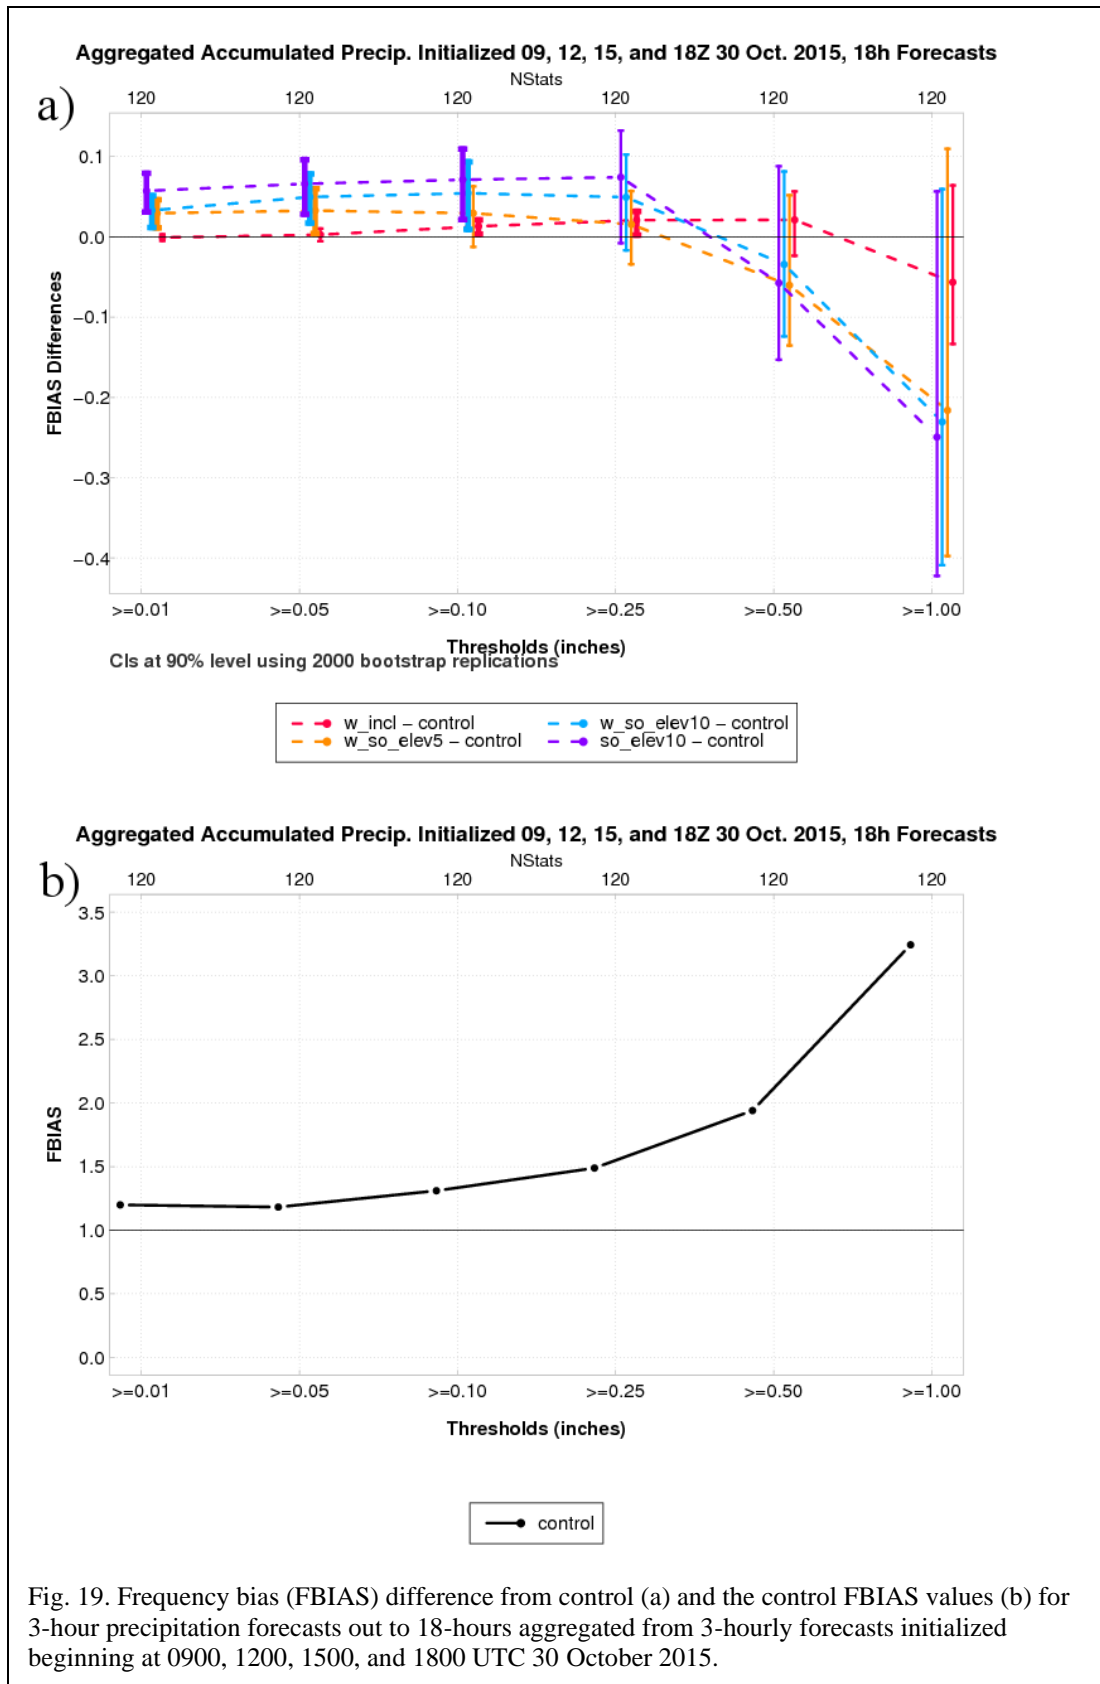 Aggregated Accumulated Precip. Initialized 09, 12, 15, and 18Z 30 Oct. 2015, 18h Forecasts
NStats
120 120 120 120 120 120
a)
0.1
0.0
−0.1
−0.2
−0.3
−0.4
FBIAS Differences
>=0.01 >=0.05 >=0.10 >=0.25 >=0.50 >=1.00
Thresholds (inches)
CIs at 90% level using 2000 bootstrap replications
w_incl − control w_so_elev10 − control
w_so_elev5 − control so_elev10 − control
Aggregated Accumulated Precip. Initialized 09, 12, 15, and 18Z 30 Oct. 2015, 18h Forecasts
NStats
120 120 120 120 120 120
b)
3.5
3.0
2.5
2.0
1.5
1.0
0.5
0.0
FBIAS
>=0.01 >=0.05 >=0.10 >=0.25 >=0.50 >=1.00
Thresholds (inches)
control
Fig. 19. Frequency bias (FBIAS) difference from control (a) and the control FBIAS values (b) for
3-hour precipitation forecasts out to 18-hours aggregated from 3-hourly forecasts initialized
beginning at 0900, 1200, 1500, and 1800 UTC 30 October 2015.